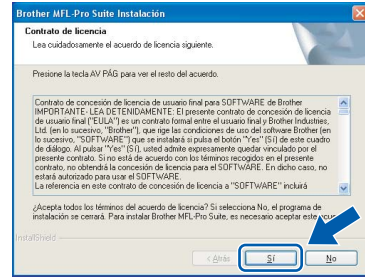 Brother MFL-Pro Suite Instalación
Contrato de licencia
Lea cuidadosamente el acuerdo de licencia siguiente.
Presione la tecla AV PÁG para ver el resto del acuerdo.
Contrato de concesión de licencia de usuario final para SOFTWARE de Brother
IMPORTANTE- LEA DETENIDAMENTE: El presente contrato de concesión de licencia
de usuario final ("EULA") es un contrato formal entre el usuario final y Brother Industries,
Ltd. (en lo sucesivo, "Brother"), que rige las condiciones de uso del software Brother (en
lo sucesivo, "SOFTWARE") que se instalará si pulsa el botón "Yes" (Sí) de este cuadro
de diálogo. Al pulsar "Yes" (Sí), usted admite expresamente quedar vinculado por el
presente contrato. Si no está de acuerdo con los términos recogidos en el presente
contrato, no obtendrá la concesión de licencia para el SOFTWARE. En dicho caso, no
estará autorizado para usar el SOFTWARE.
La referencia en este contrato de concesión de licencia a "SOFTWARE" incluirá
¿Acepta todos los términos del acuerdo de licencia? Si selecciona No, el programa de
instalación se cerrará. Para instalar Brother MFL-Pro Suite, es necesario aceptar este
InstallShield
< Atrás
Sí
No